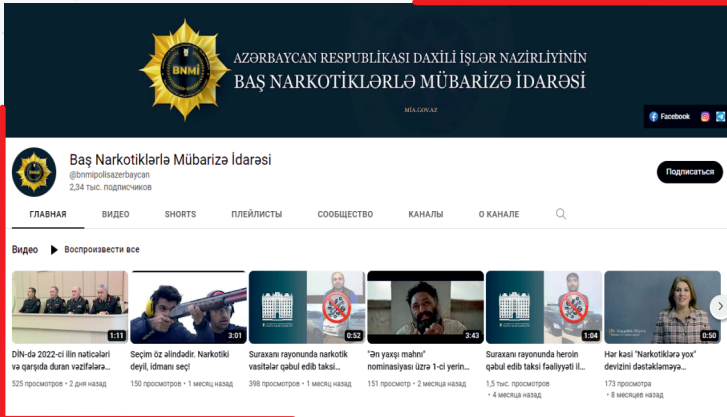 BNMİ
AZƏRBAYCAN RESPUBLİKASI DAXİLİ İŞLƏR NAZİRLİYİNİN
BAŞ NARKOTİKLƏRLƏ MÜBARİZƏ İDARƏSİ
MİA.GOV.AZ
Facebook
Baş Narkotiklərlə Mübarizə İdarəsi
@bnmipolisazerbaycan
2,34 тыс. подписчиков
Подписаться
ГЛАВНАЯ ВИДЕО SHORTS ПЛЕЙЛИСТЫ СООБЩЕСТВО КАНАЛЫ О КАНАЛЕ
Видео Воспроизвести все
1:11 3:01 0:52 3:43 1:04 0:50
DİN-də 2022-ci ilin nəticələri və qarşıda duran vəzifələrə...
525 просмотров • 2 дня назад
Seçim öz əlindədir. Narkotiki deyil, idmanı seç!
150 просмотров • 1 месяц назад
Suraxanı rayonunda narkotik vasitələr qəbul edib taksi...
398 просмотров • 1 месяц назад
"Ən yaxşı mahnı" nominasiyası üzrə 1-ci yerin...
151 просмотр • 2 месяца назад
Suraxanı rayonunda heroin qəbul edib taksi fəaliyyəti il...
1,5 тыс. просмотров
• 4 месяца назад
Hər kəsi "Narkotiklərə yox" devizini dəstəkləməyə...
173 просмотра
• 8 месяцев назад